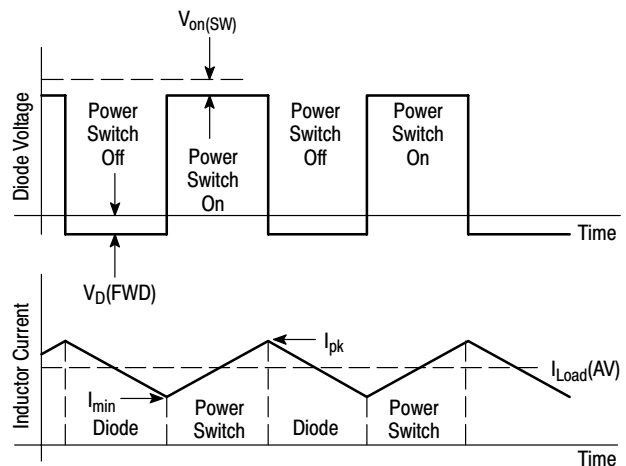 Von(SW)
Diode Voltage
Power
Switch
Off
Power
Switch
On
Power
Switch
Off
Power
Switch
On
Time
VD(FWD)
Inductor Current
Ipk
ILoad(AV)
Imin
Diode
Power
Switch
Diode
Power
Switch
Time